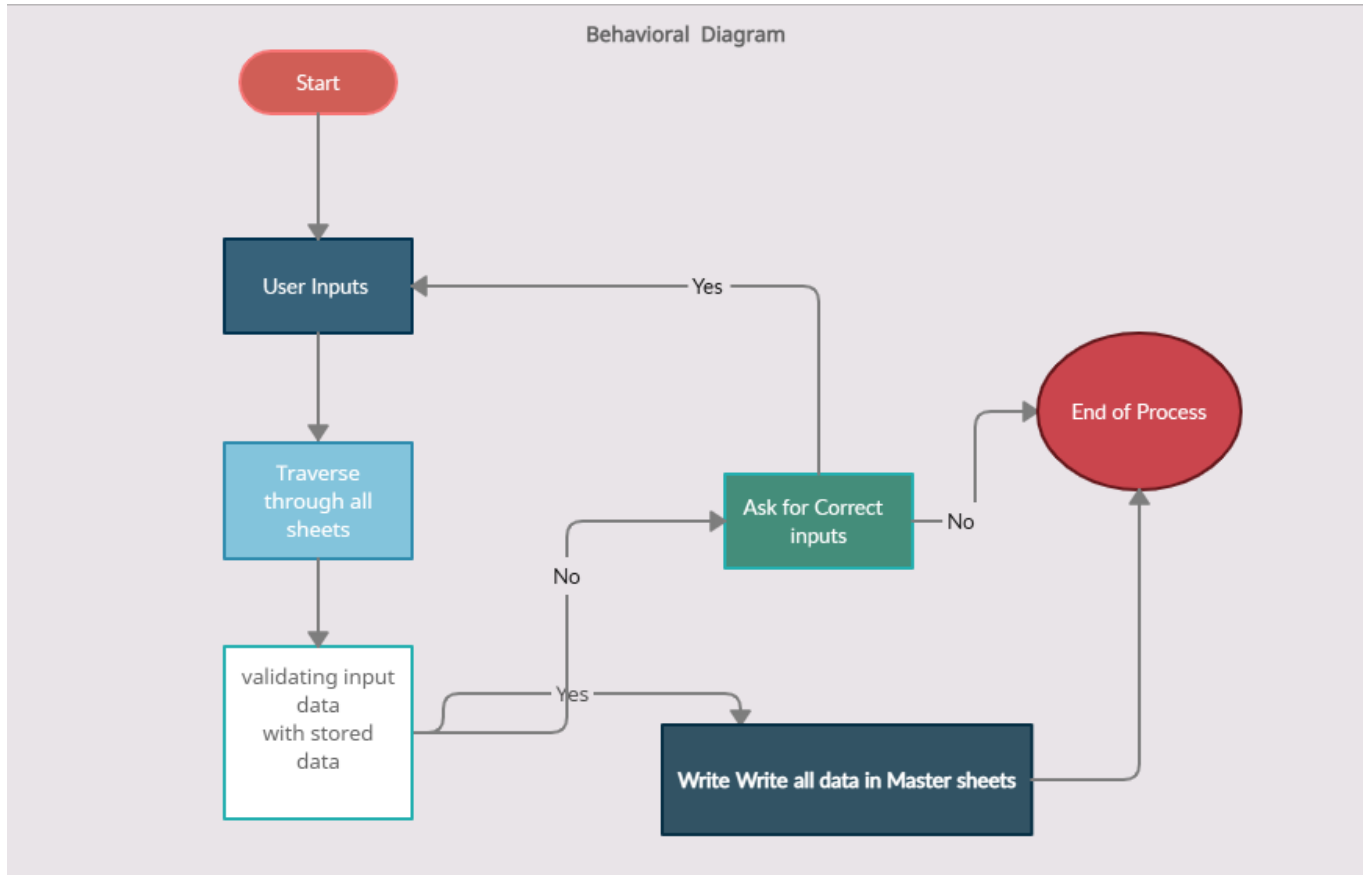 Behavioral Diagram
Start
User Inputs
Yes
End of Process
Traverse
through all
sheets
Ask for Correct
inputs
No
No
validating input
data
with stored
data
Yes
Write Write all data in Master sheets